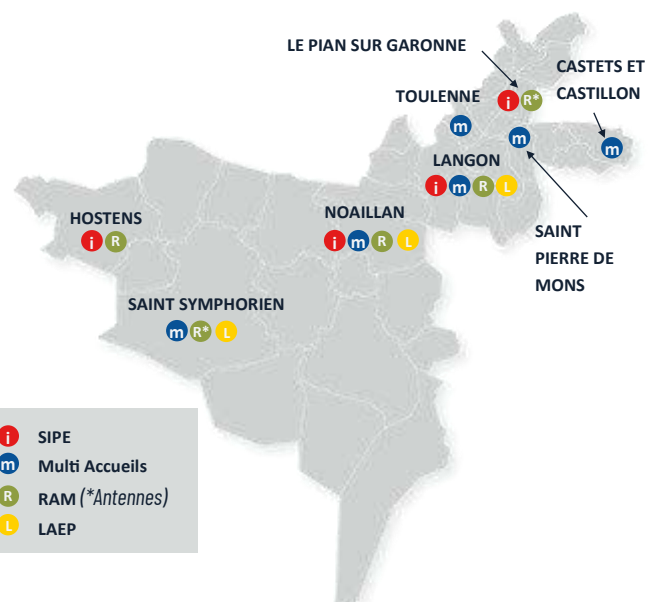 LE PIAN SUR GARONNE
CASTETS ET
CASTILLON
i R*
TOULENNE
m
m
m
LANGON
i m R L
HOSTENS
i R
NOAILLAN
i m R L
SAINT
PIERRE DE
MONS
SAINT SYMPHORIEN
m R* L
i SIPE
m Multi Accueils
R RAM (*Antennes)
L LAEP